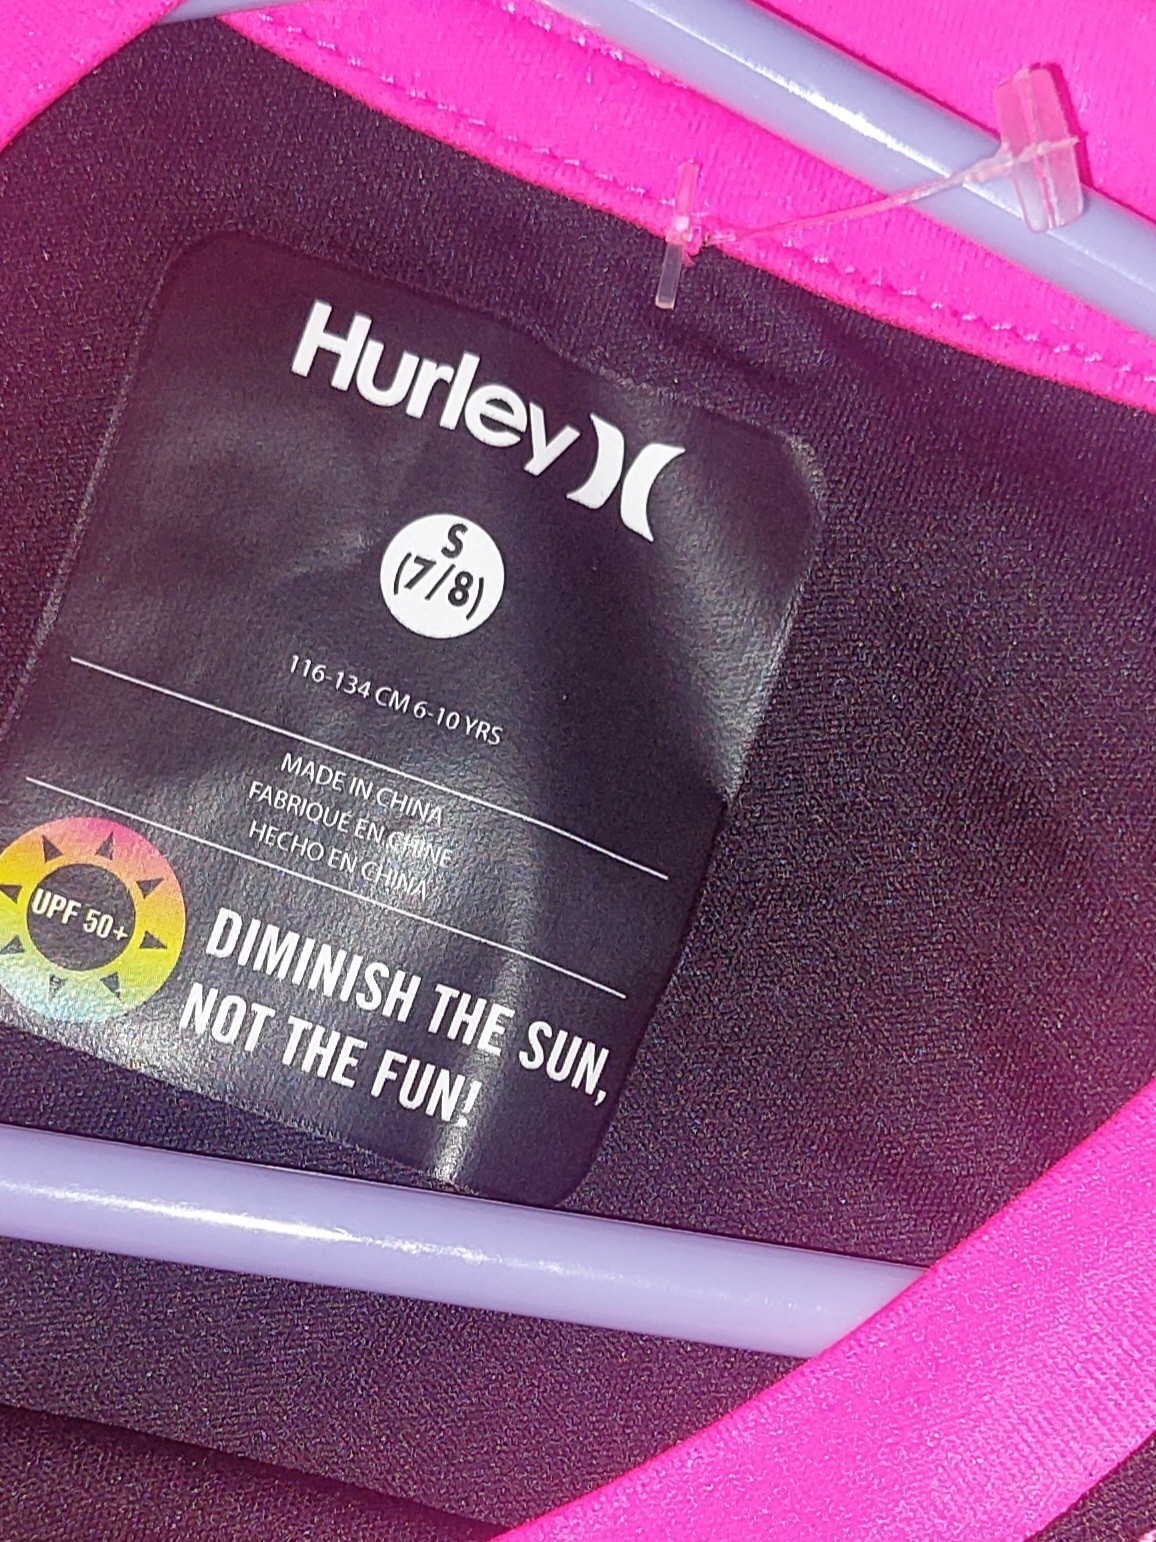 Hurley
S
(7/8)
116-134 CM 6-10 YRS
MADE IN CHINA
FABRIQUE EN CHINE
HECHO EN CHINA
UPF 50+
DIMINISH THE SUN,
NOT THE FUN!